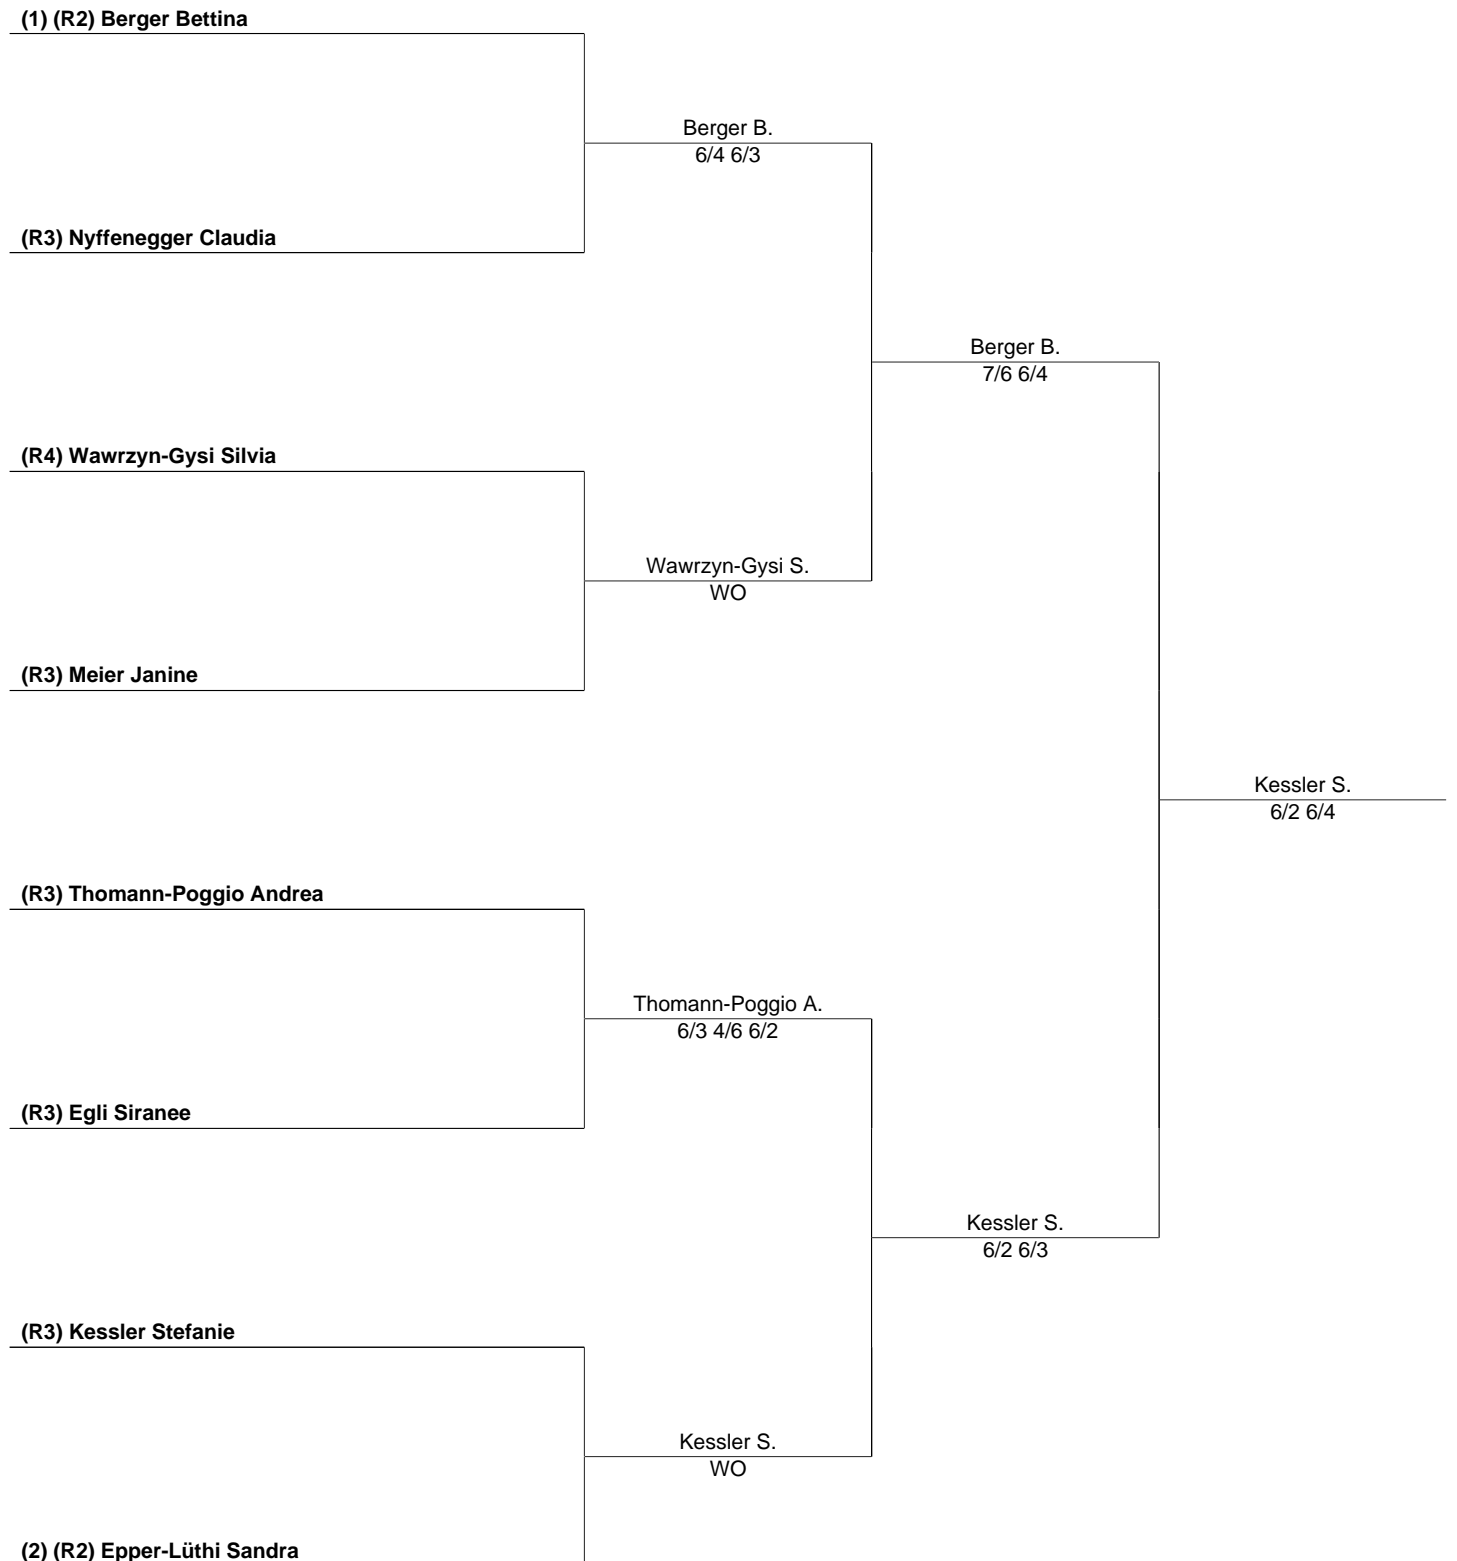 (1) (R2) Berger Bettina
Berger B.
6/4 6/3
(R3) Nyffenegger Claudia
Berger B.
7/6 6/4
(R4) Wawrzyn-Gysi Silvia
Wawrzyn-Gysi S.
WO
(R3) Meier Janine
Kessler S.
6/2 6/4
(R3) Thomann-Poggio Andrea
Thomann-Poggio A.
6/3 4/6 6/2
(R3) Egli Siranee
Kessler S.
6/2 6/3
(R3) Kessler Stefanie
Kessler S.
WO
(2) (R2) Epper-Lüthi Sandra